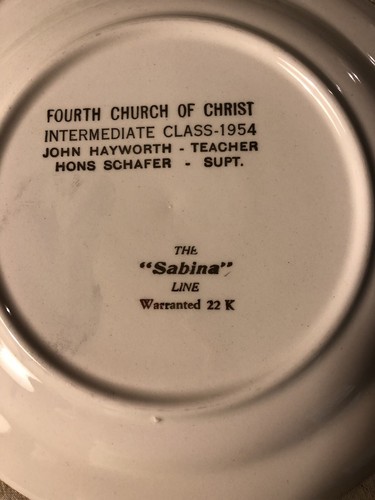 FOURTH CHURCH OF CHRIST
INTERMEDIATE CLASS-1954
JOHN HAYWORTH - TEACHER
HONS SCHAFER - SUPT.
THE
"Sabina"
LINE
Warranted 22 K